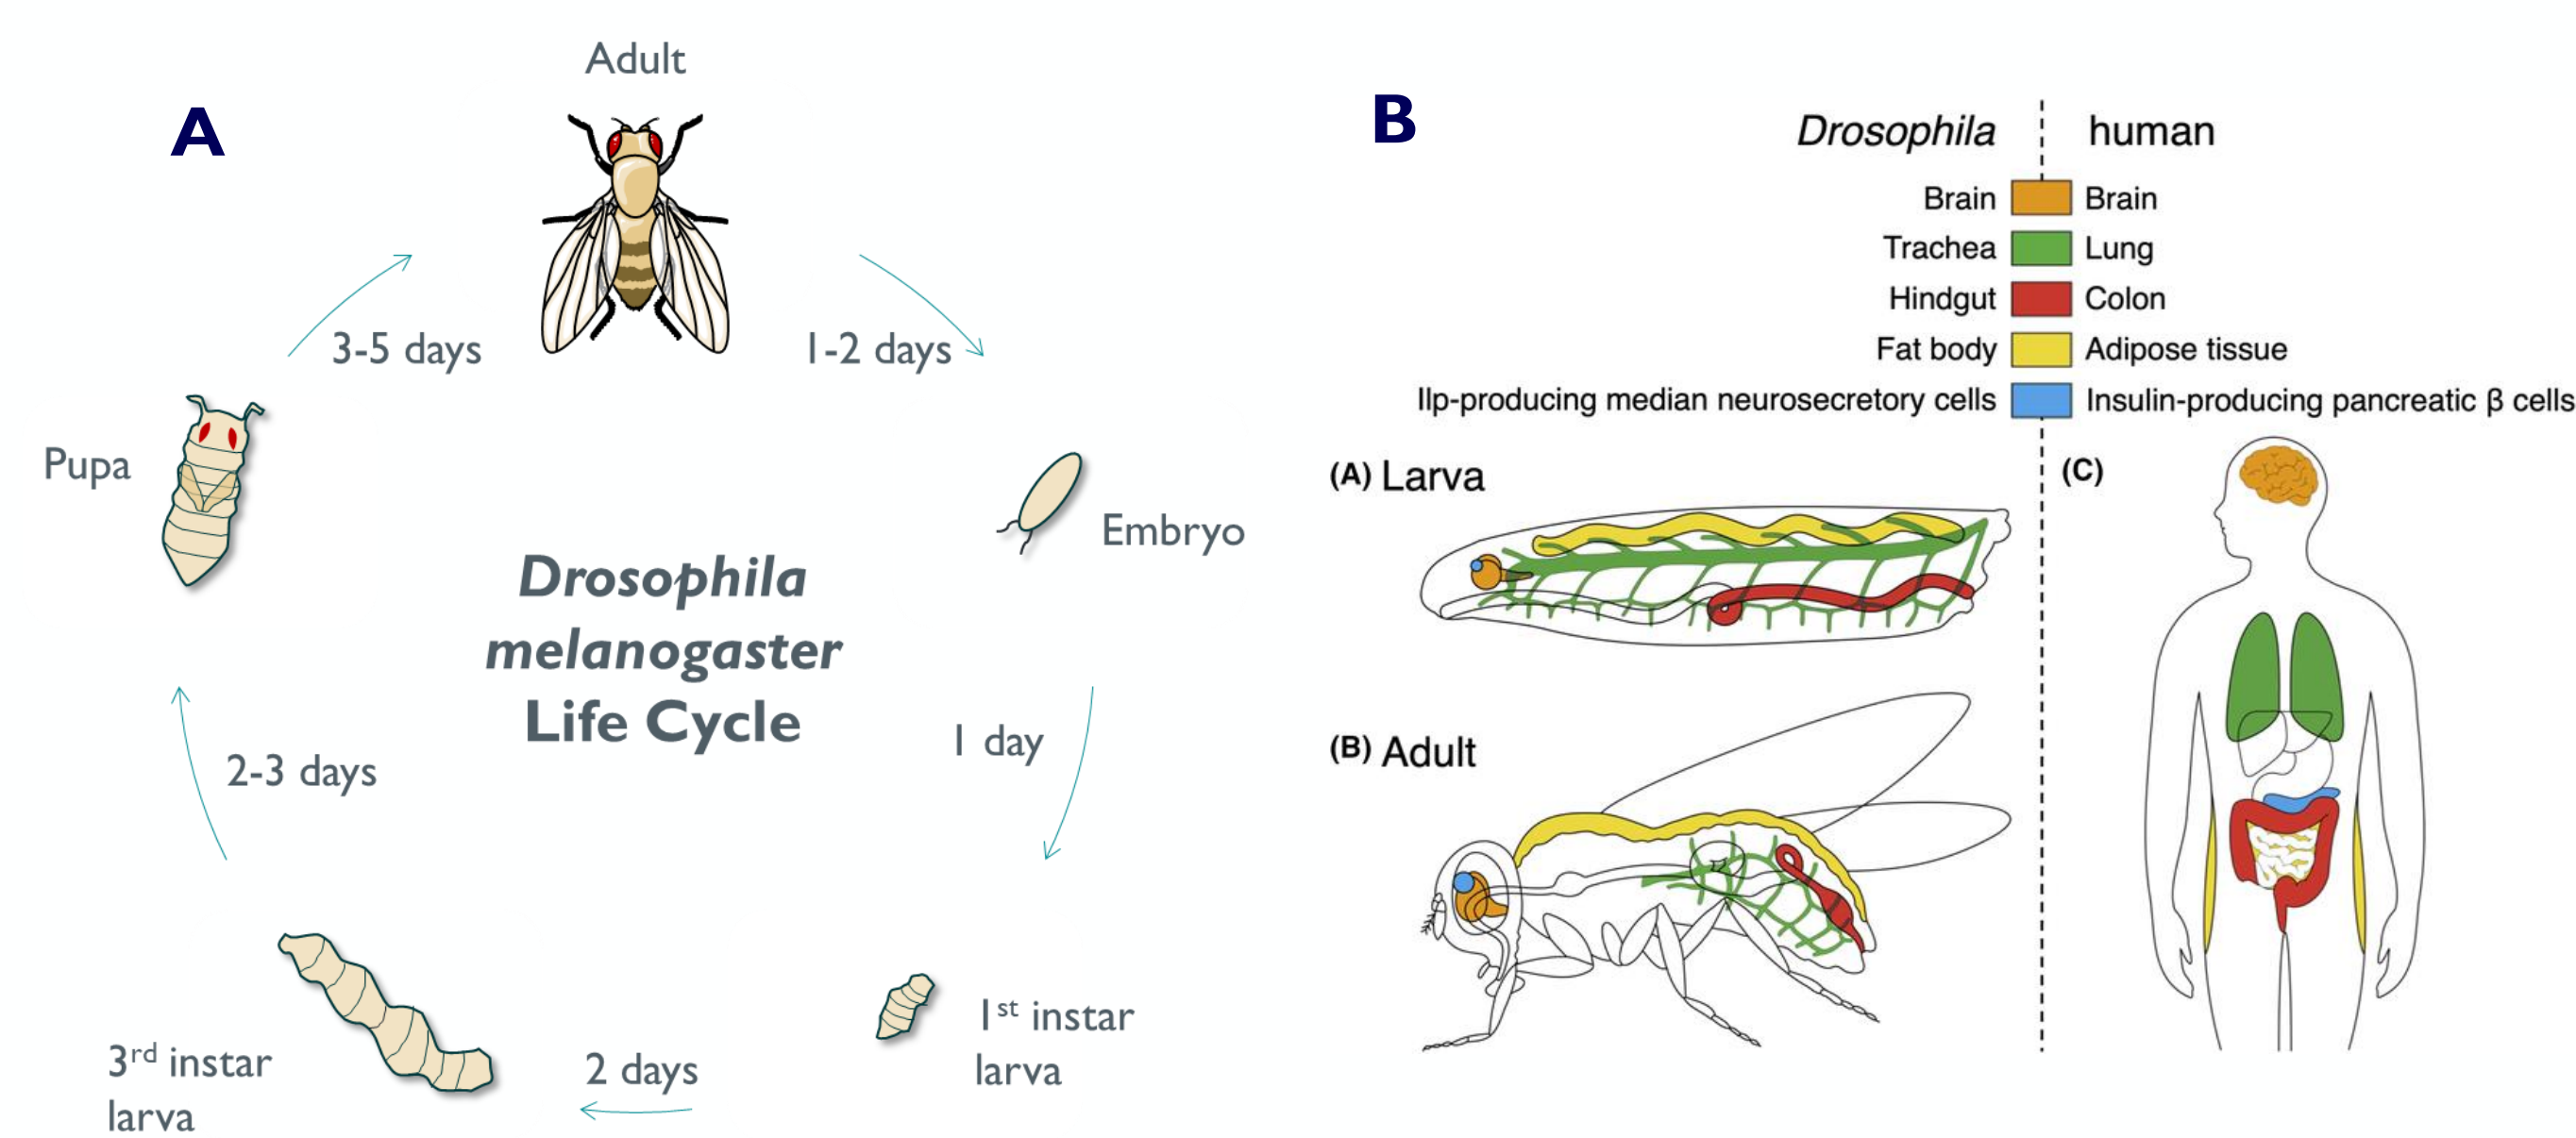 A
Adult
3-5 days
1-2 days
Pupa
Embryo
Drosophila
melanogaster
Life Cycle
2-3 days
1 day
3rd instar
larva
2 days
1st instar
larva
B
Drosophila human
Brain Brain
Trachea Lung
Hindgut Colon
Fat body Adipose tissue
Ilp-producing median neurosecretory cells Insulin-producing pancreatic β cells
(A) Larva
(C)
(B) Adult